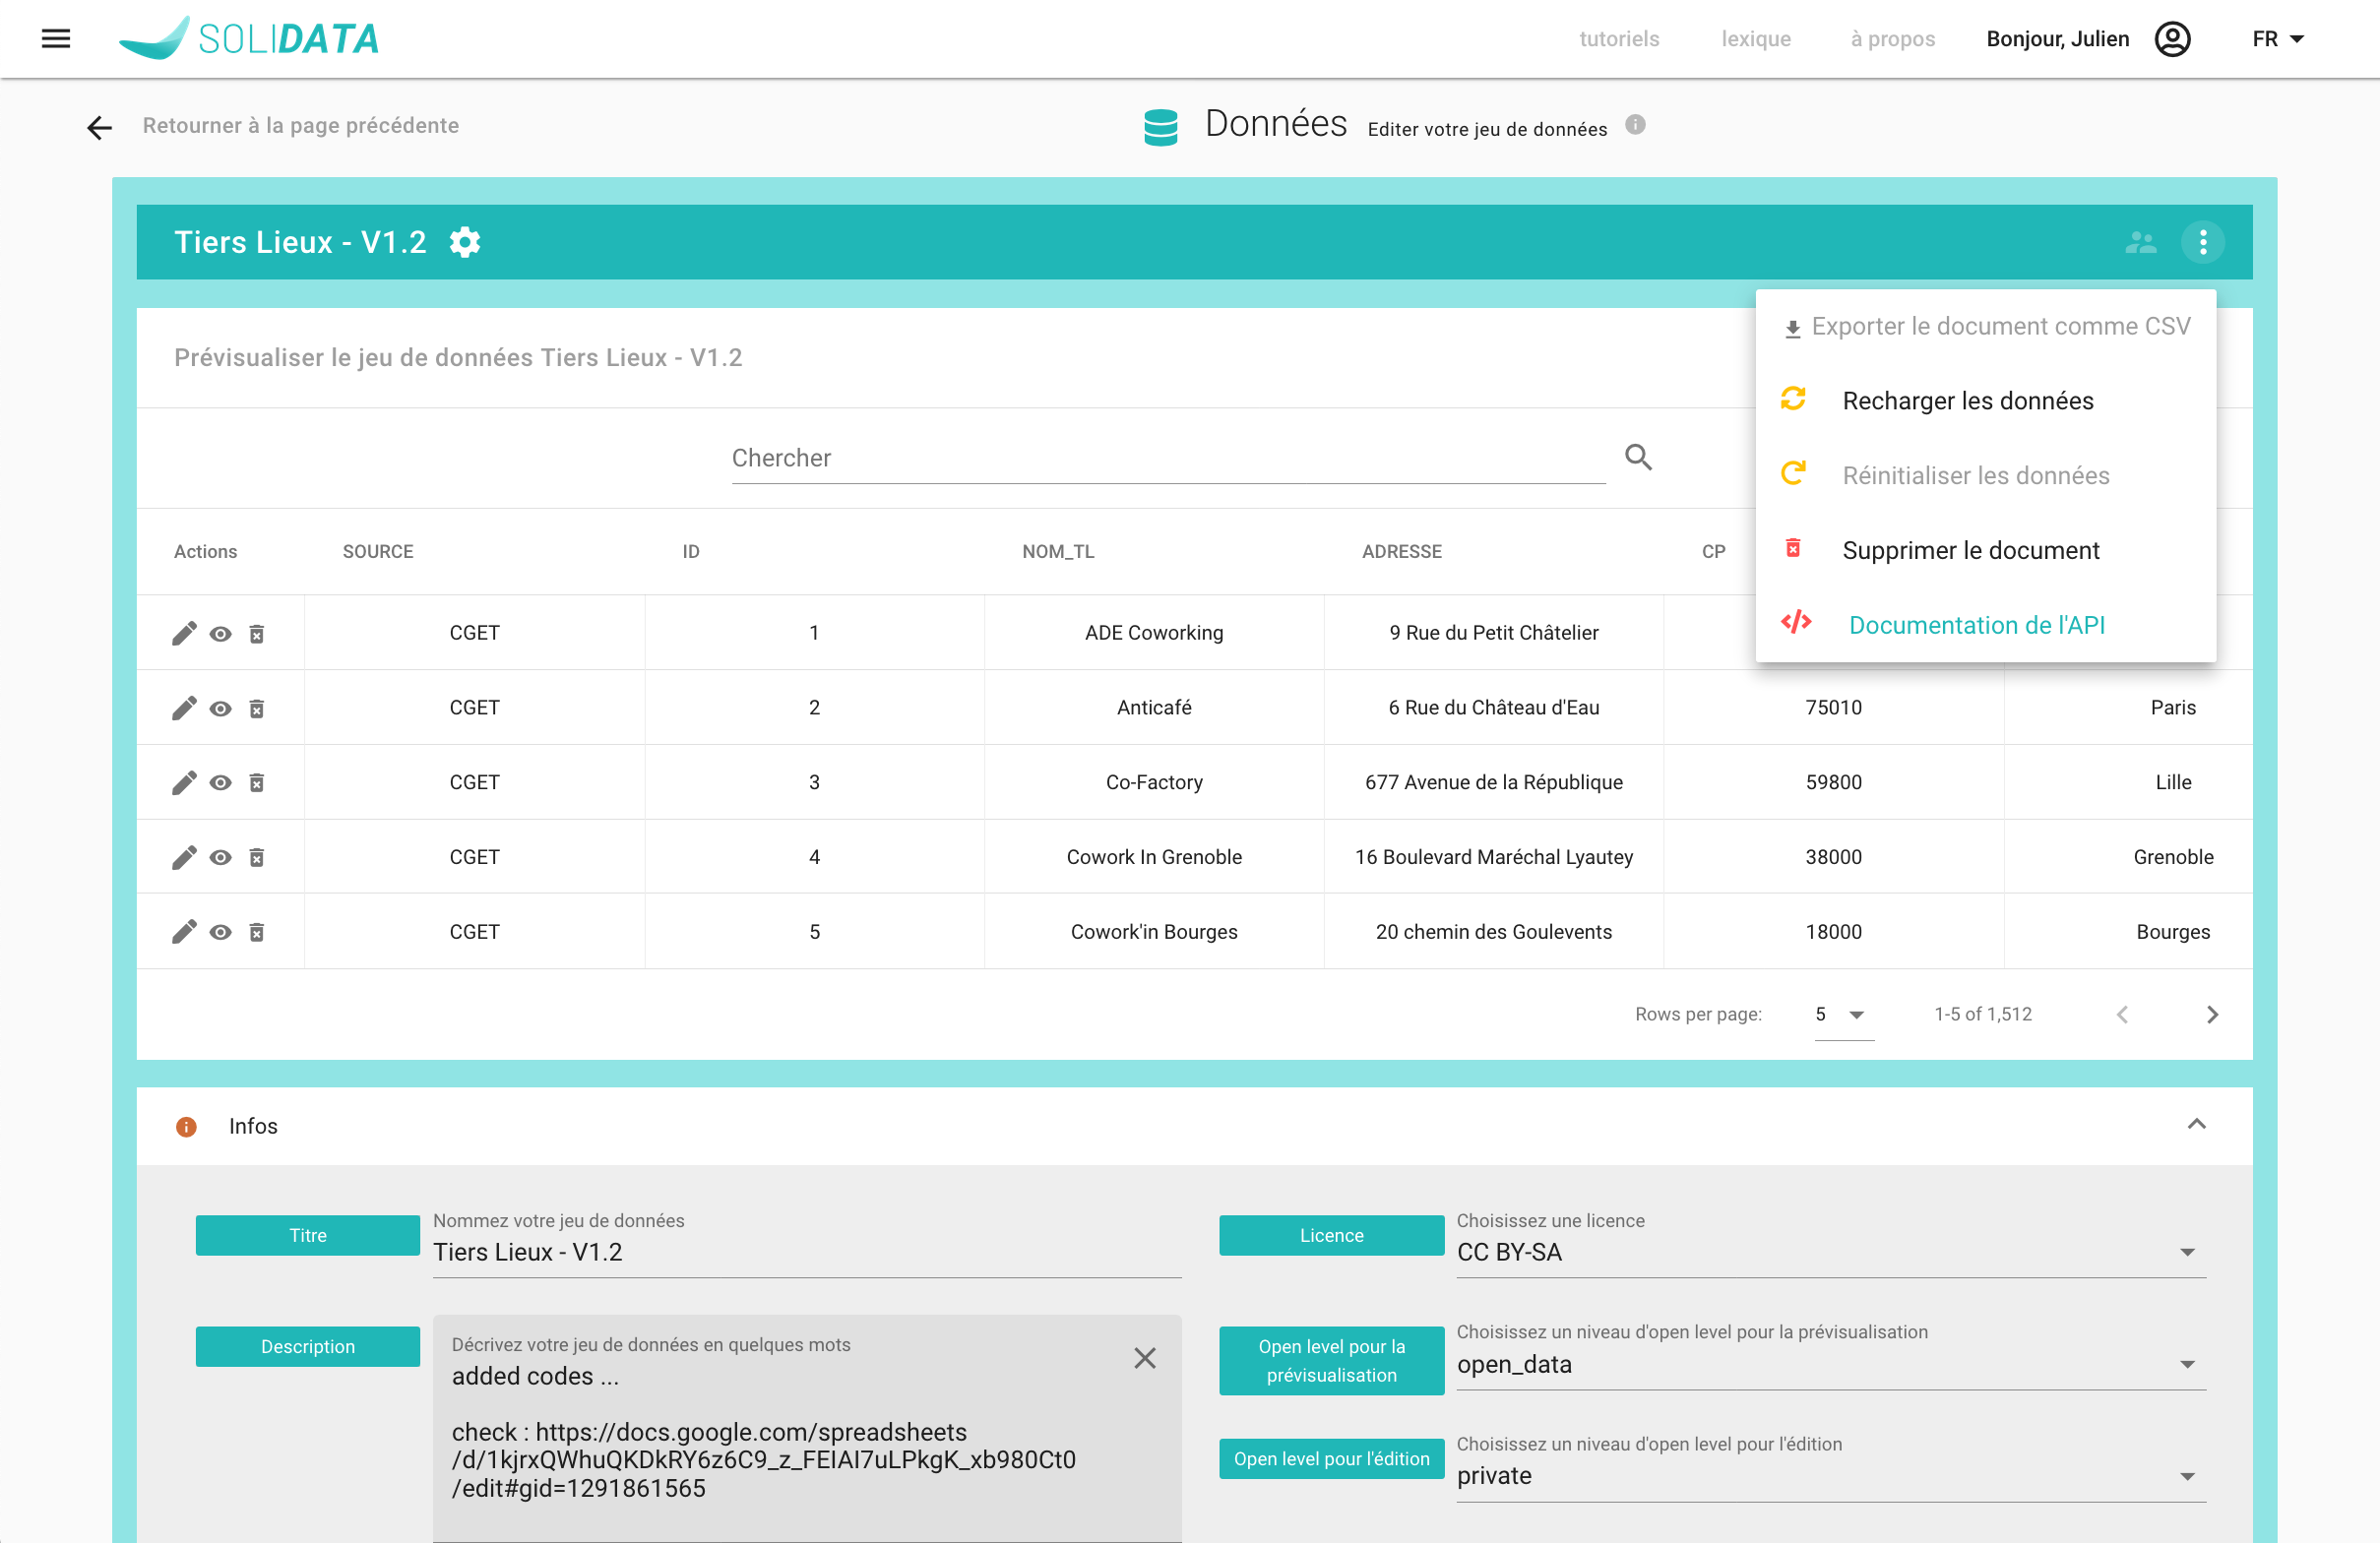 SOLIDATA tutoriels lexique à propos Bonjour, Julien FR
Retourner à la page précédente Données Editer votre jeu de données
Tiers Lieux - V1.2
Exporter le document comme CSV
Recharger les données
Réinitialiser les données
Supprimer le document
Documentation de l'API
Prévisualiser le jeu de données Tiers Lieux - V1.2
Chercher
Actions SOURCE ID NOM_TL ADRESSE CP
CGET 1 ADE Coworking 9 Rue du Petit Châtelier
CGET 2 Anticafé 6 Rue du Château d'Eau 75010 Paris
CGET 3 Co-Factory 677 Avenue de la République 59800 Lille
CGET 4 Cowork In Grenoble 16 Boulevard Maréchal Lyautey 38000 Grenoble
CGET 5 Cowork'in Bourges 20 chemin des Goulevents 18000 Bourges
Rows per page: 5 1-5 of 1,512
Infos
Titre
Nommez votre jeu de données
Tiers Lieux - V1.2
Licence
Choisissez une licence
CC BY-SA
Description
Décrivez votre jeu de données en quelques mots
added codes ...
check : https://docs.google.com/spreadsheets
/d/1kjrxQWhuQKDkRY6z6C9_z_FEIAI7uLPkgK_xb980Ct0
/edit#gid=1291861565
Open level pour la
prévisualisation
Choisissez un niveau d'open level pour la prévisualisation
open_data
Open level pour l'édition
Choisissez un niveau d'open level pour l'édition
private